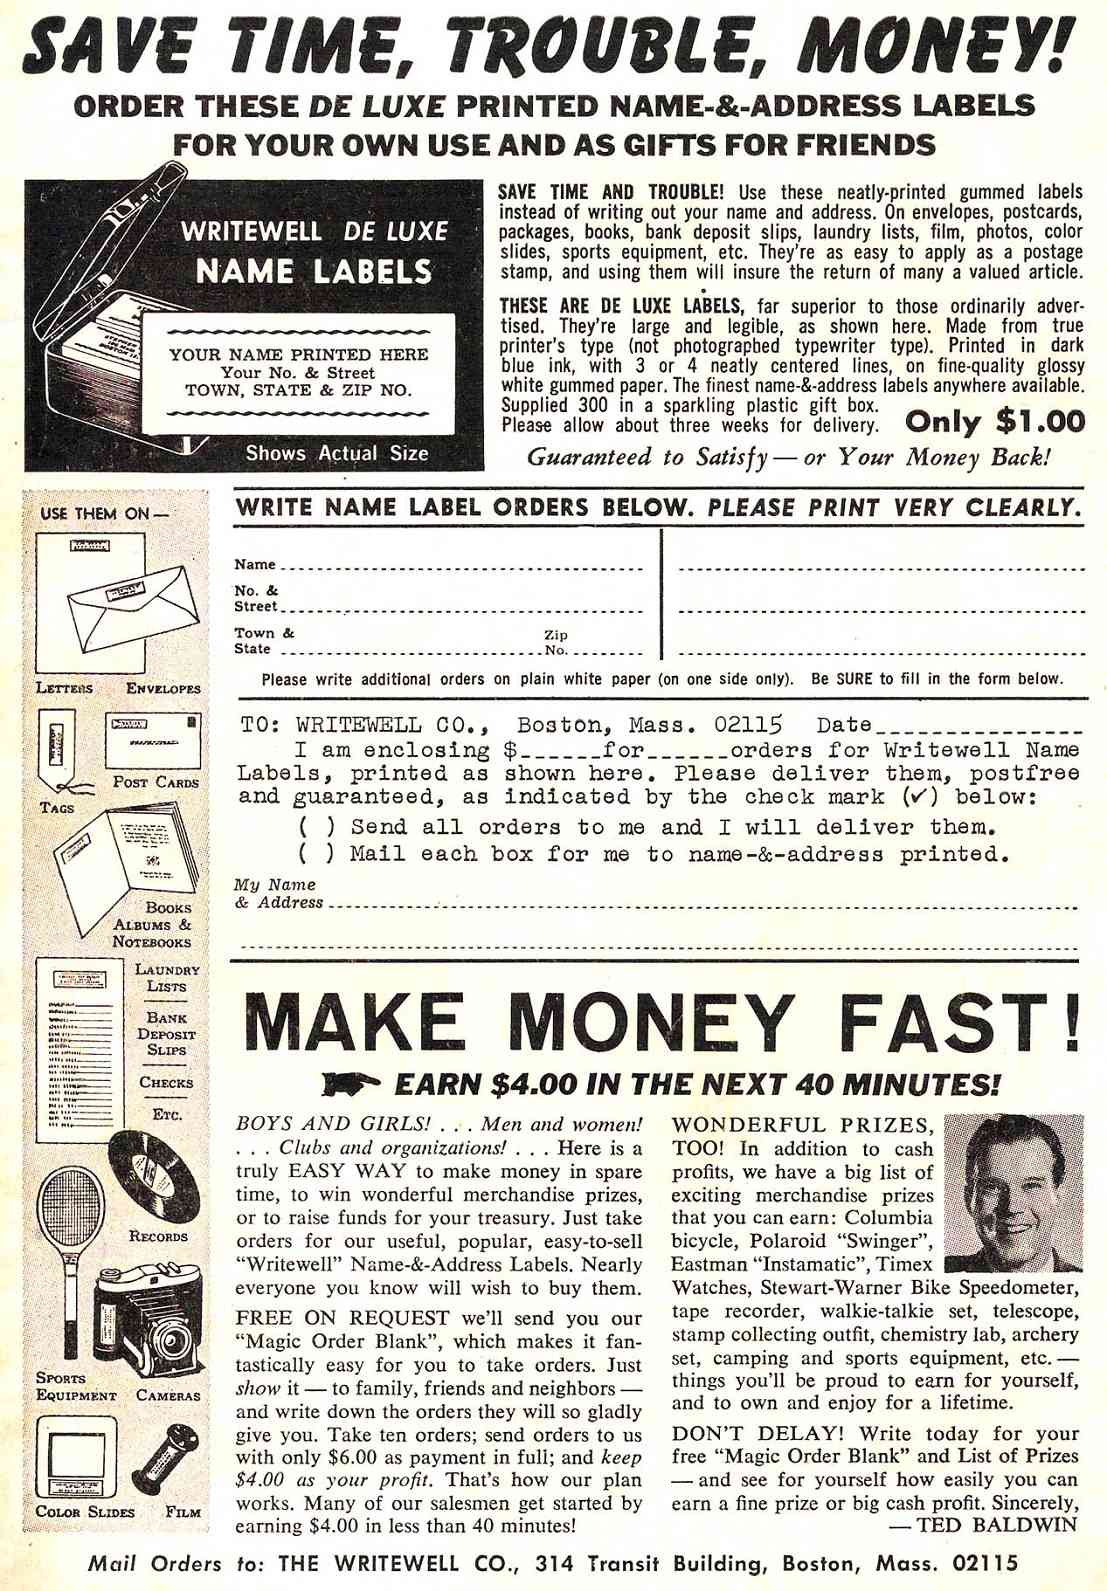 SAVE TIME, TROUBLE, MONEY!
ORDER THESE DE LUXE PRINTED NAME-&-ADDRESS LABELS
FOR YOUR OWN USE AND AS GIFTS FOR FRIENDS
WRITEWELL DE LUXE
NAME LABELS
YOUR NAME PRINTED HERE
Your No. & Street
TOWN, STATE & ZIP NO.
Shows Actual Size
SAVE TIME AND TROUBLE! Use these neatly-printed gummed labels
instead of writing out your name and address. On envelopes, postcards,
packages, books, bank deposit slips, laundry lists, film, photos, color
slides, sports equipment, etc. They're as easy to apply as a postage
stamp, and using them will insure the return of many a valued article.
THESE ARE DE LUXE LABELS, far superior to those ordinarily adver-
tised. They're large and legible, as shown here. Made from true
printer's type (not photographed typewriter type). Printed in dark
blue ink, with 3 or 4 neatly centered lines, on fine-quality glossy
white gummed paper. The finest name-&-address labels anywhere available.
Supplied 300 in a sparkling plastic gift box.
Please allow about three weeks for delivery. Only $1.00
Guaranteed to Satisfy — or Your Money Back!
USE THEM ON —
LETTERS ENVELOPES
POST CARDS
TAGS
BOOKS
ALBUMS &
NOTEBOOKS
LAUNDRY
LISTS
BANK
DEPOSIT
SLIPS
CHECKS
ETC.
RECORDS
SPORTS
EQUIPMENT CAMERAS
COLOR SLIDES FILM
WRITE NAME LABEL ORDERS BELOW. PLEASE PRINT VERY CLEARLY.
Name
No. &
Street
Town & Zip
State No.
Please write additional orders on plain white paper (on one side only). Be SURE to fill in the form below.
TO: WRITEWELL CO., Boston, Mass. 02115 Date_______________
I am enclosing $______for______orders for Writewell Name
Labels, printed as shown here. Please deliver them, postfree
and guaranteed, as indicated by the check mark (✓) below:
( ) Send all orders to me and I will deliver them.
( ) Mail each box for me to name-&-address printed.
My Name
& Address
MAKE MONEY FAST!
EARN $4.00 IN THE NEXT 40 MINUTES!
BOYS AND GIRLS! . . . Men and women!
. . . Clubs and organizations! . . . Here is a
truly EASY WAY to make money in spare
time, to win wonderful merchandise prizes,
or to raise funds for your treasury. Just take
orders for our useful, popular, easy-to-sell
“Writewell” Name-&-Address Labels. Nearly
everyone you know will wish to buy them.
FREE ON REQUEST we'll send you our
“Magic Order Blank”, which makes it fan-
tastically easy for you to take orders. Just
show it — to family, friends and neighbors —
and write down the orders they will so gladly
give you. Take ten orders; send orders to us
with only $6.00 as payment in full; and keep
$4.00 as your profit. That's how our plan
works. Many of our salesmen get started by
earning $4.00 in less than 40 minutes!
WONDERFUL PRIZES,
TOO! In addition to cash
profits, we have a big list of
exciting merchandise prizes
that you can earn: Columbia
bicycle, Polaroid “Swinger”,
Eastman “Instamatic”, Timex
Watches, Stewart-Warner Bike Speedometer,
tape recorder, walkie-talkie set, telescope,
stamp collecting outfit, chemistry lab, archery
set, camping and sports equipment, etc. —
things you'll be proud to earn for yourself,
and to own and enjoy for a lifetime.
DON'T DELAY! Write today for your
free “Magic Order Blank” and List of Prizes
— and see for yourself how easily you can
earn a fine prize or big cash profit. Sincerely,
— TED BALDWIN
Mail Orders to: THE WRITEWELL CO., 314 Transit Building, Boston, Mass. 02115